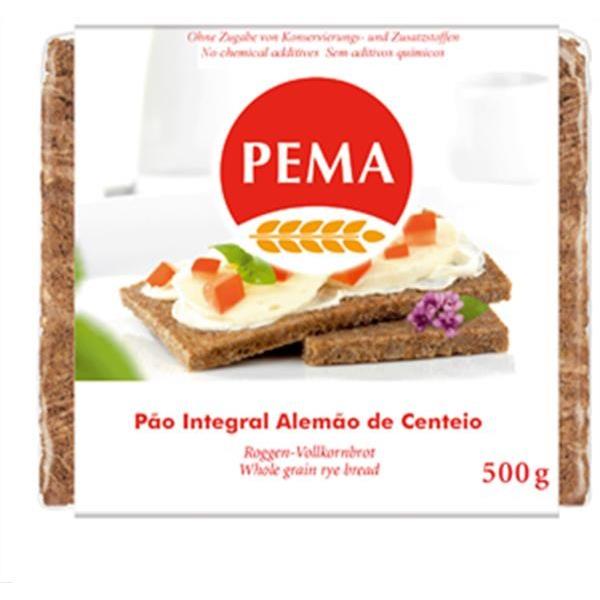 Ohne Zugabe von Konservierungs- und Zusatzstoffen
No chemical additives Sem aditivos químicos
PEMA
Pão Integral Alemão de Centeio
Roggen-Vollkornbrot
Whole grain rye bread
500 g